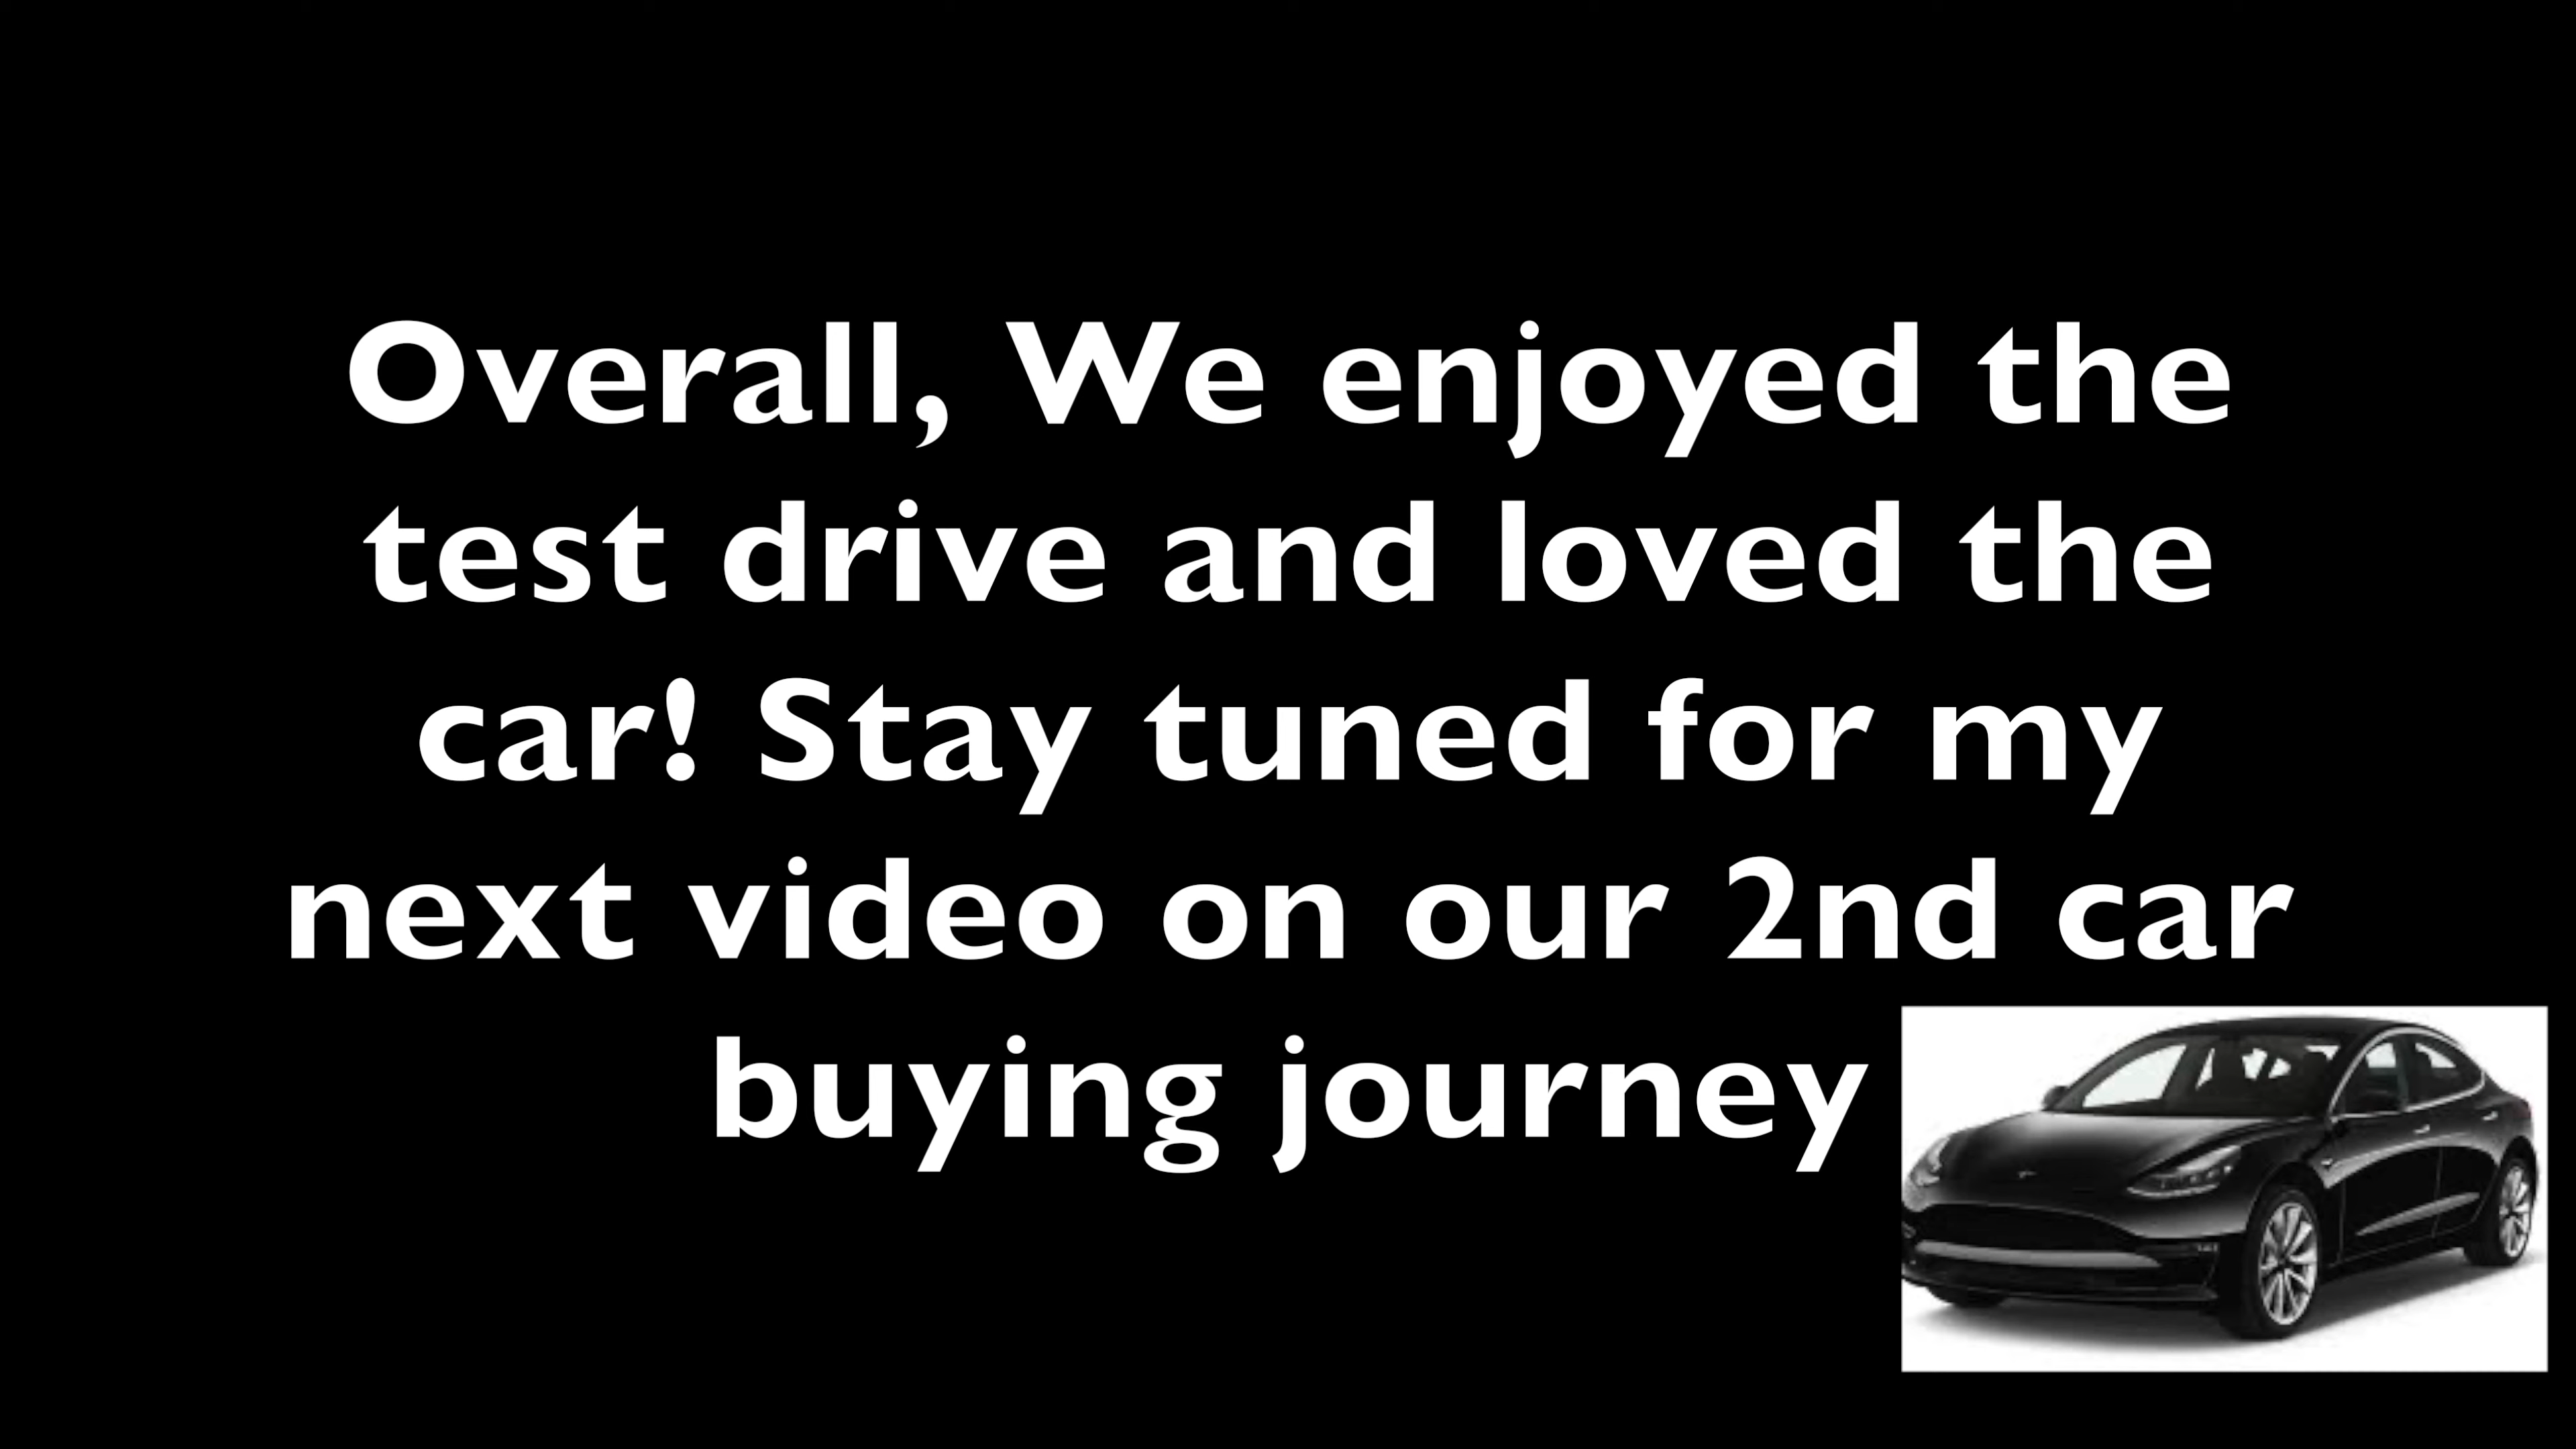 Overall, We enjoyed the
test drive and loved the
car! Stay tuned for my
next video on our 2nd car
buying journey